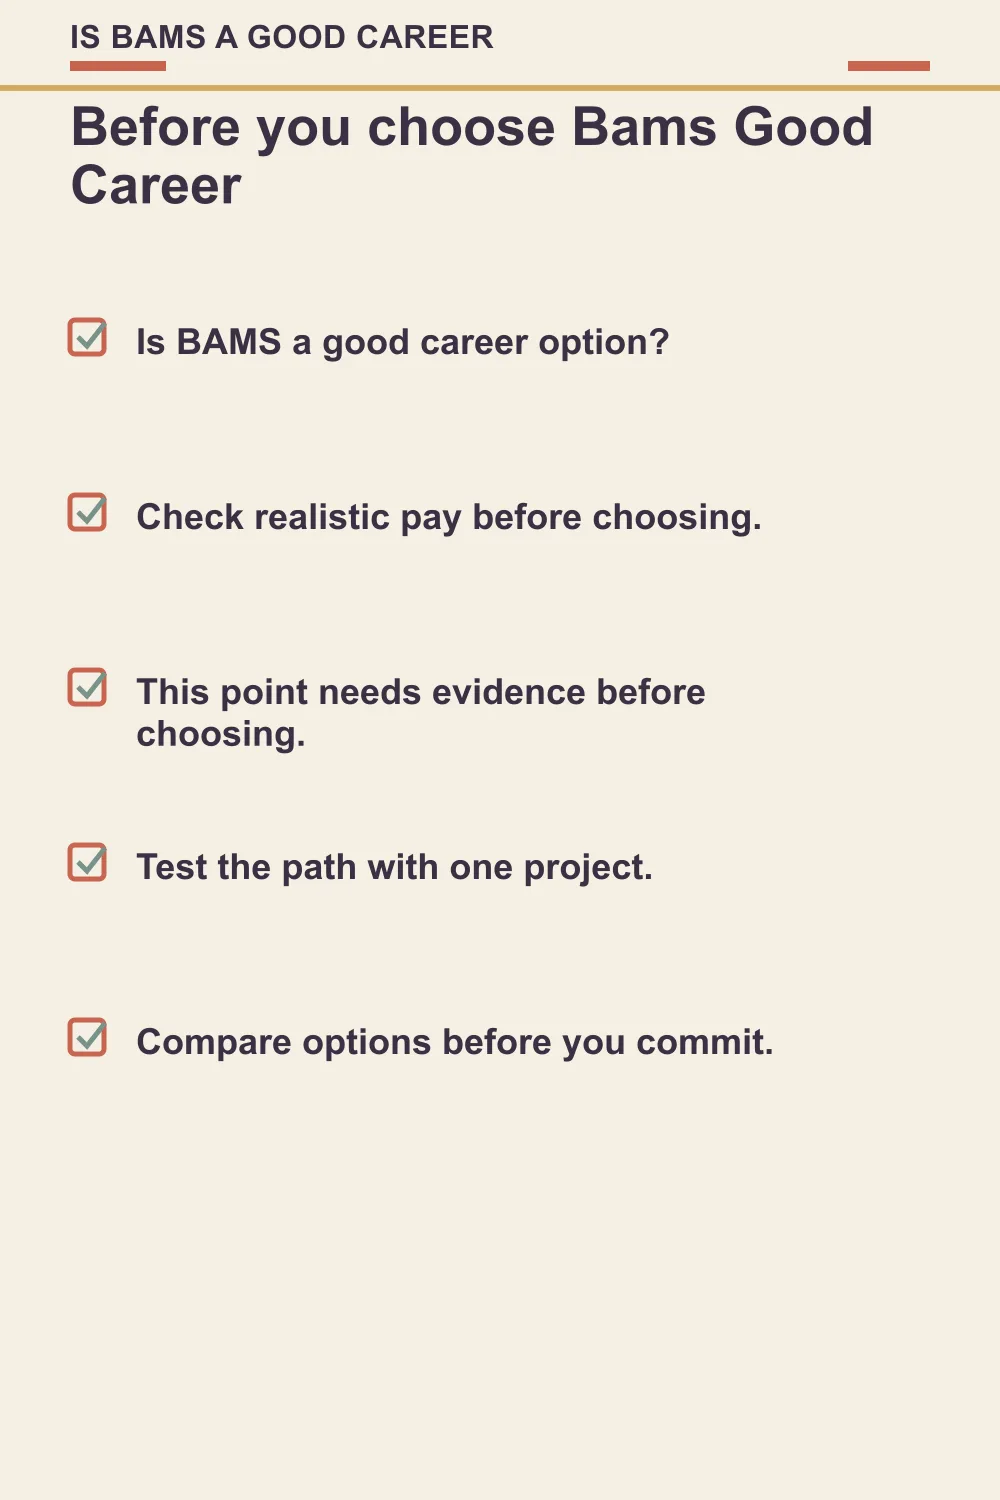 IS BAMS A GOOD CAREER
Before you choose Bams Good
Career
Is BAMS a good career option?
Check realistic pay before choosing.
This point needs evidence before
choosing.
Test the path with one project.
Compare options before you commit.